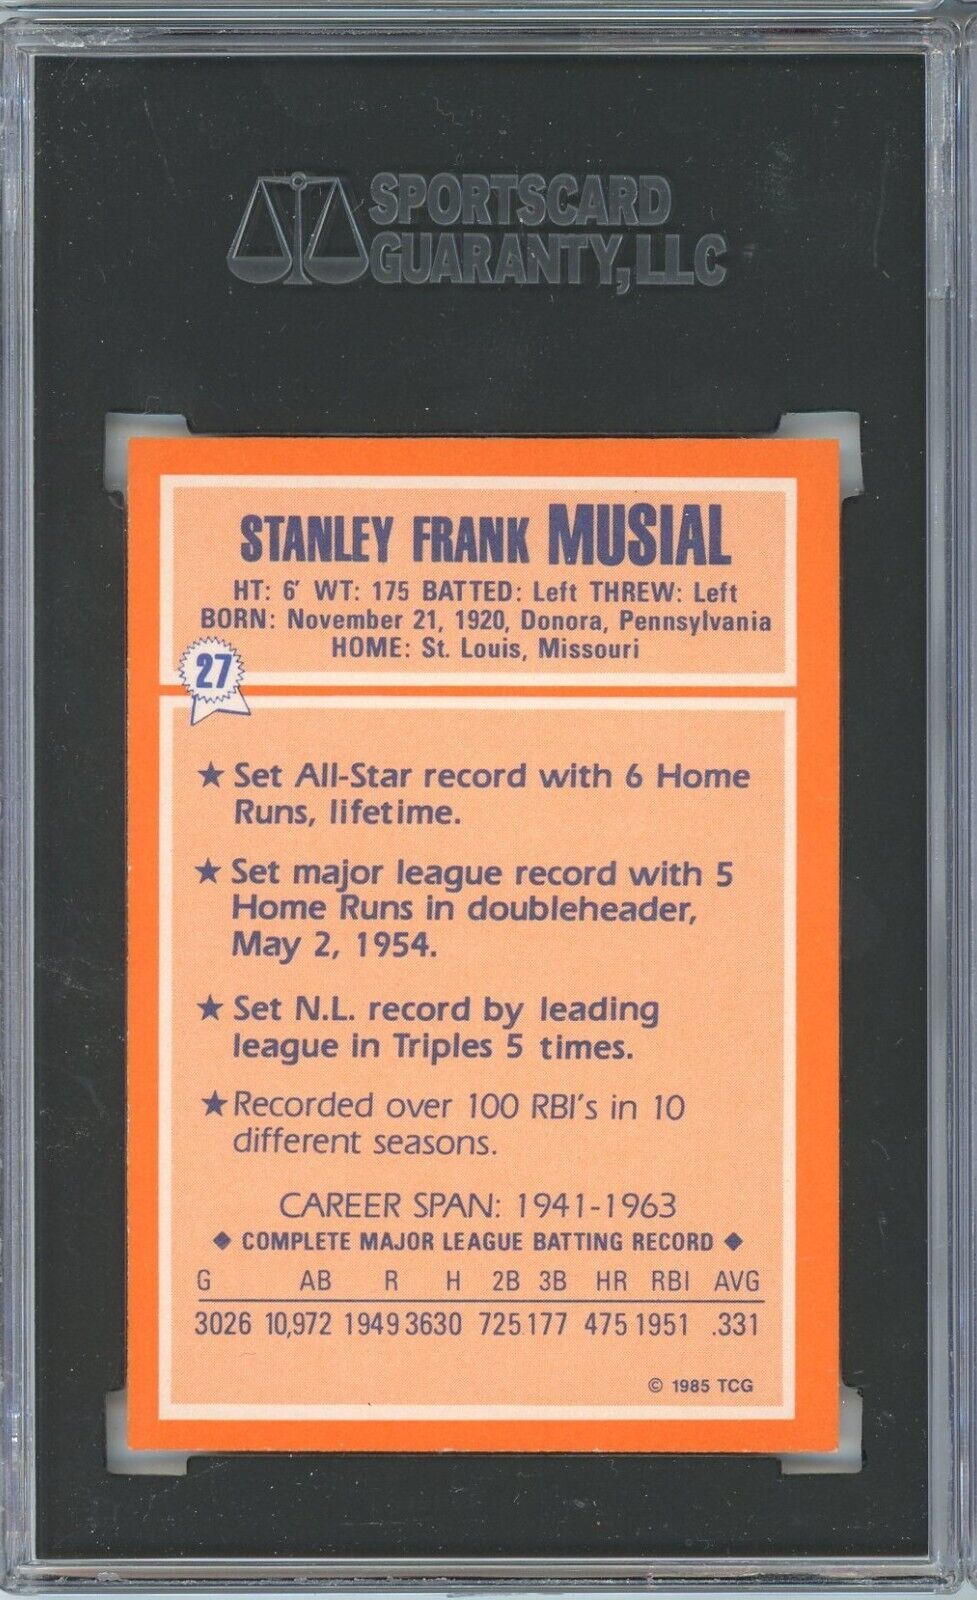 SPORTSCARD
GUARANTY, LLC
STANLEY FRANK MUSIAL
HT: 6' WT: 175 BATTED: Left THREW: Left
BORN: November 21, 1920, Donora, Pennsylvania
HOME: St. Louis, Missouri
27
★ Set All-Star record with 6 Home
Runs, lifetime.
★ Set major league record with 5
Home Runs in doubleheader,
May 2, 1954.
★ Set N.L. record by leading
league in Triples 5 times.
★ Recorded over 100 RBI's in 10
different seasons.
CAREER SPAN: 1941-1963
◆ COMPLETE MAJOR LEAGUE BATTING RECORD ◆
G AB R H 2B 3B HR RBI AVG
3026 10,972 1949 3630 725 177 475 1951 .331
© 1985 TCG